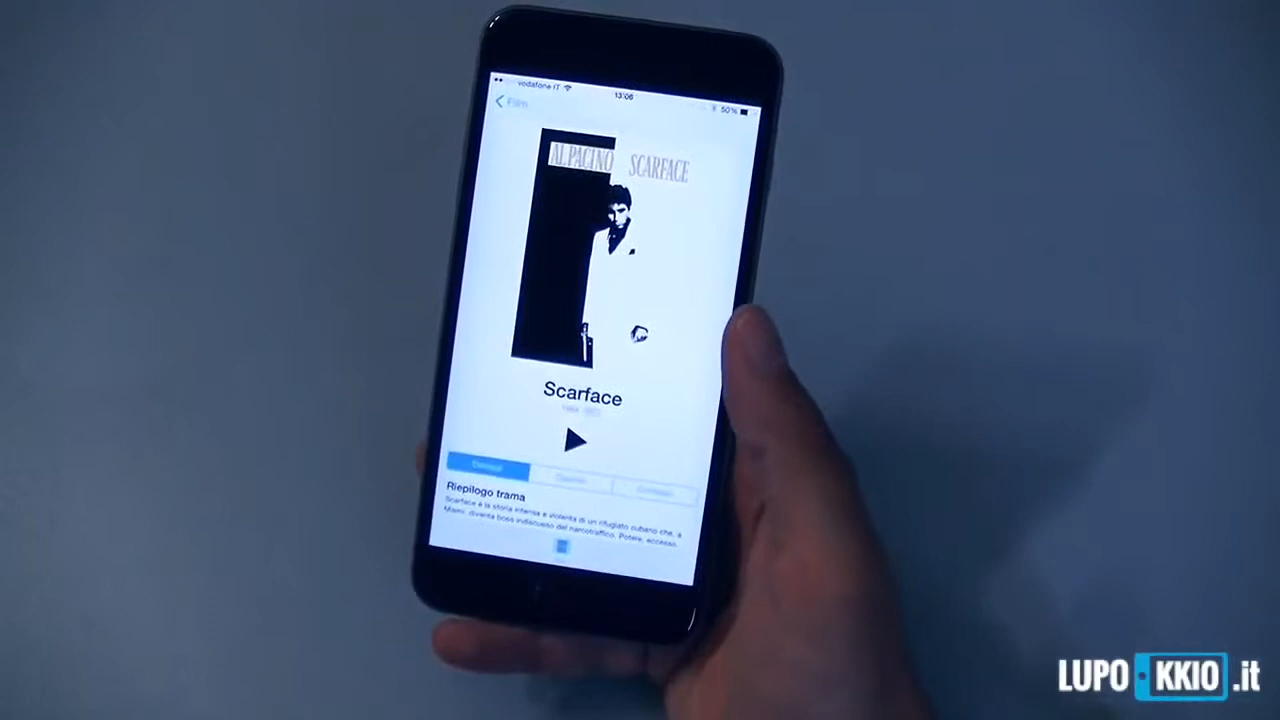 vodafone IT
13:06
50%
Film
AL PACINO SCARFACE
Scarface
Riepilogo trama
Scarface è la storia intensa e violenta di un rifugiato cubano che, a
Miami, diventa boss indiscusso del narcotraffico. Potere, eccesso,
LUPOKKIO.it